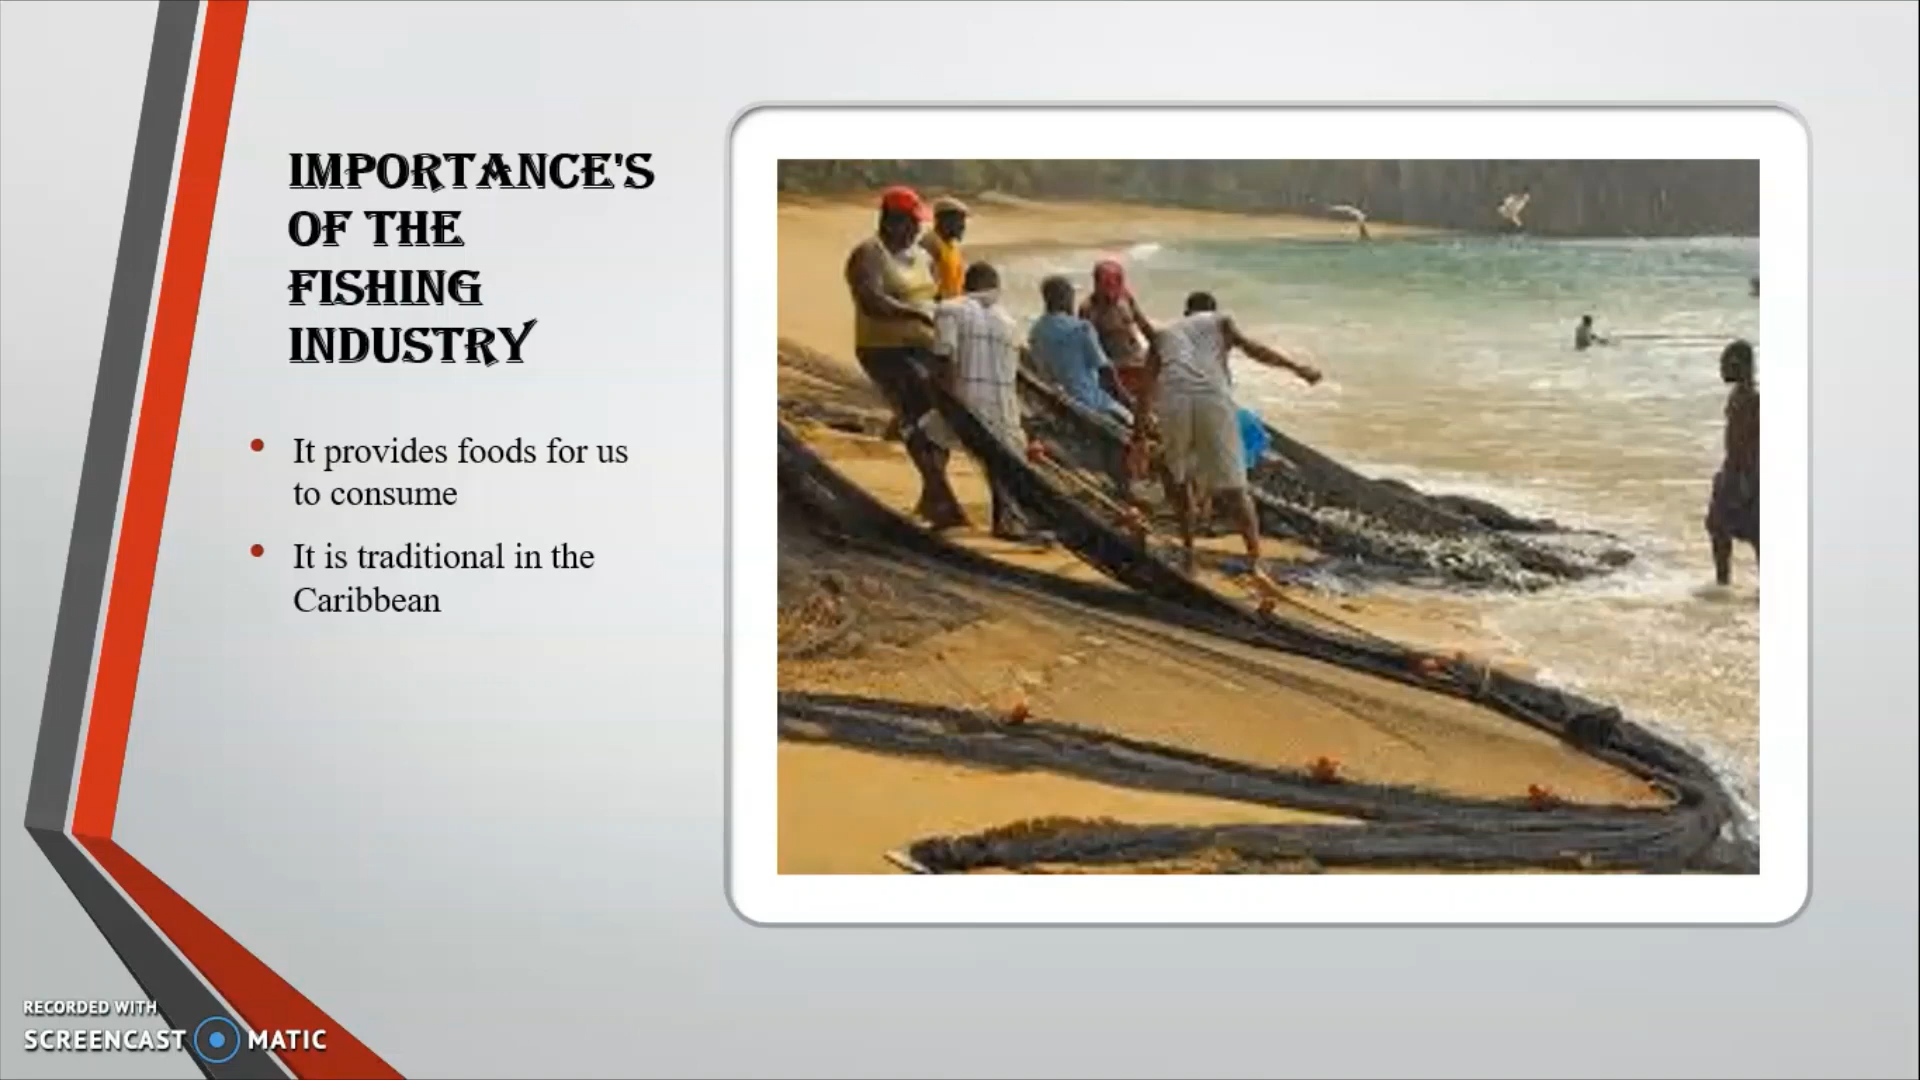 IMPORTANCE'S
OF THE
FISHING
INDUSTRY
It provides foods for us
to consume
It is traditional in the
Caribbean
RECORDED WITH
SCREENCAST MATIC